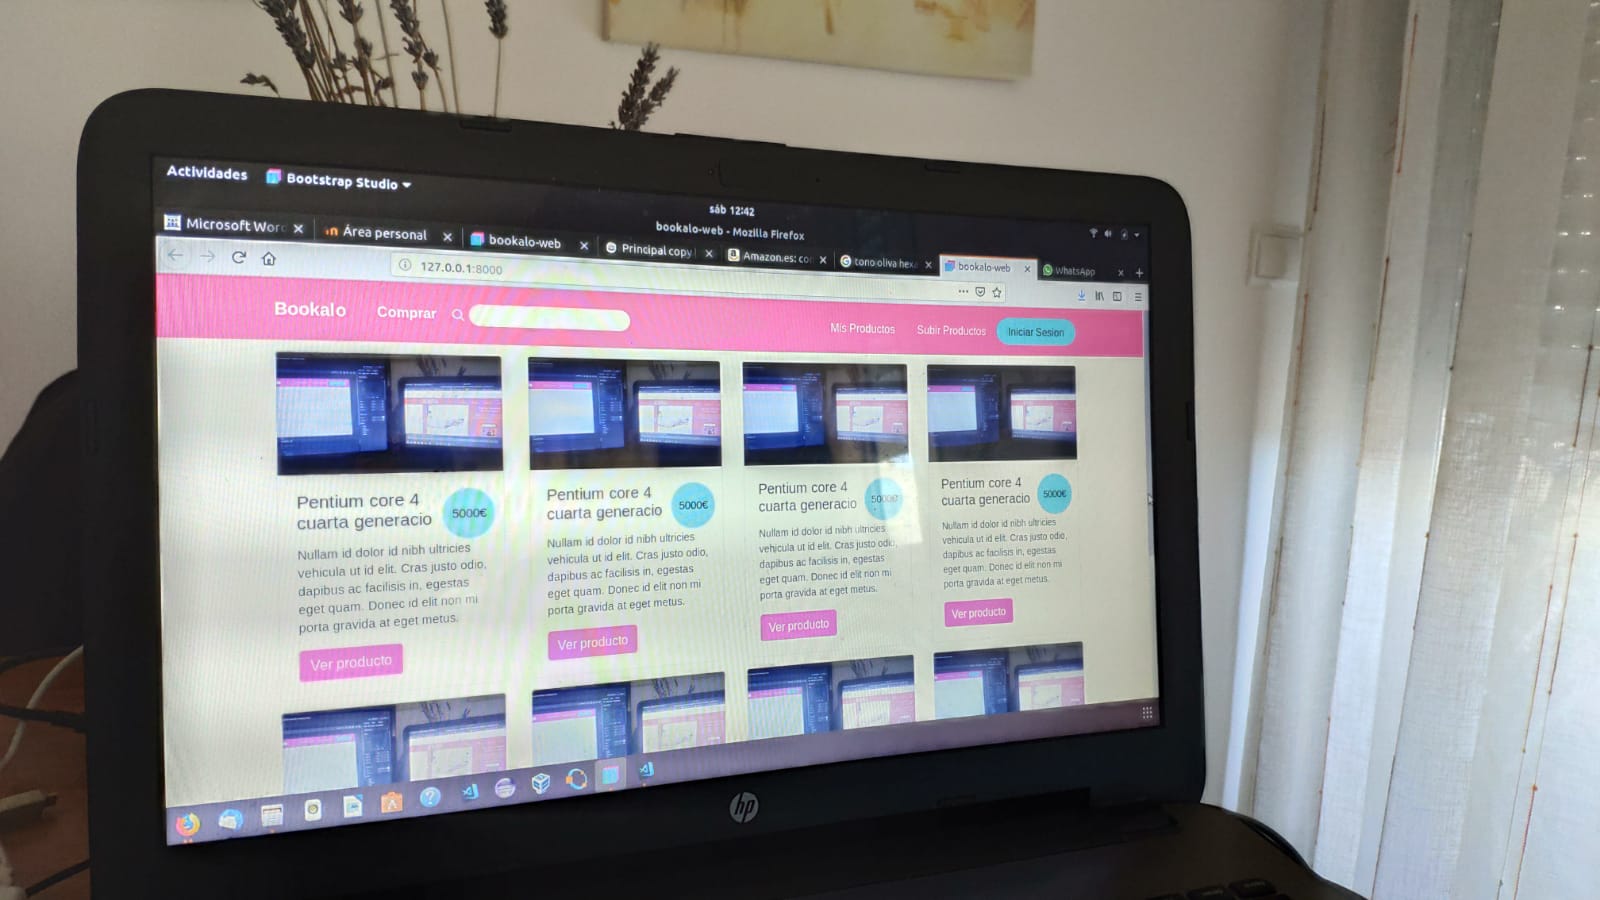 Actividades
Bootstrap Studio
sáb 12:42
bookalo-web - Mozilla Firefox
Microsoft Word
Área personal
bookalo-web
Principal copy
Amazon.es: co
tono oliva hexa
bookalo-web
WhatsApp
127.0.0.1:8000
Bookalo
Comprar
Mis Productos
Subir Productos
Iniciar Sesion
Pentium core 4
cuarta generacio
5000€
Nullam id dolor id nibh ultricies
vehicula ut id elit. Cras justo odio,
dapibus ac facilisis in, egestas
eget quam. Donec id elit non mi
porta gravida at eget metus.
Ver producto
Pentium core 4
cuarta generacio
5000€
Nullam id dolor id nibh ultricies
vehicula ut id elit. Cras justo odio,
dapibus ac facilisis in, egestas
eget quam. Donec id elit non mi
porta gravida at eget metus.
Ver producto
Pentium core 4
cuarta generacio
5000€
Nullam id dolor id nibh ultricies
vehicula ut id elit. Cras justo odio,
dapibus ac facilisis in, egestas
eget quam. Donec id elit non mi
porta gravida at eget metus.
Ver producto
Pentium core 4
cuarta generacio
5000€
Nullam id dolor id nibh ultricies
vehicula ut id elit. Cras justo odio,
dapibus ac facilisis in, egestas
eget quam. Donec id elit non mi
porta gravida at eget metus.
Ver producto
hp